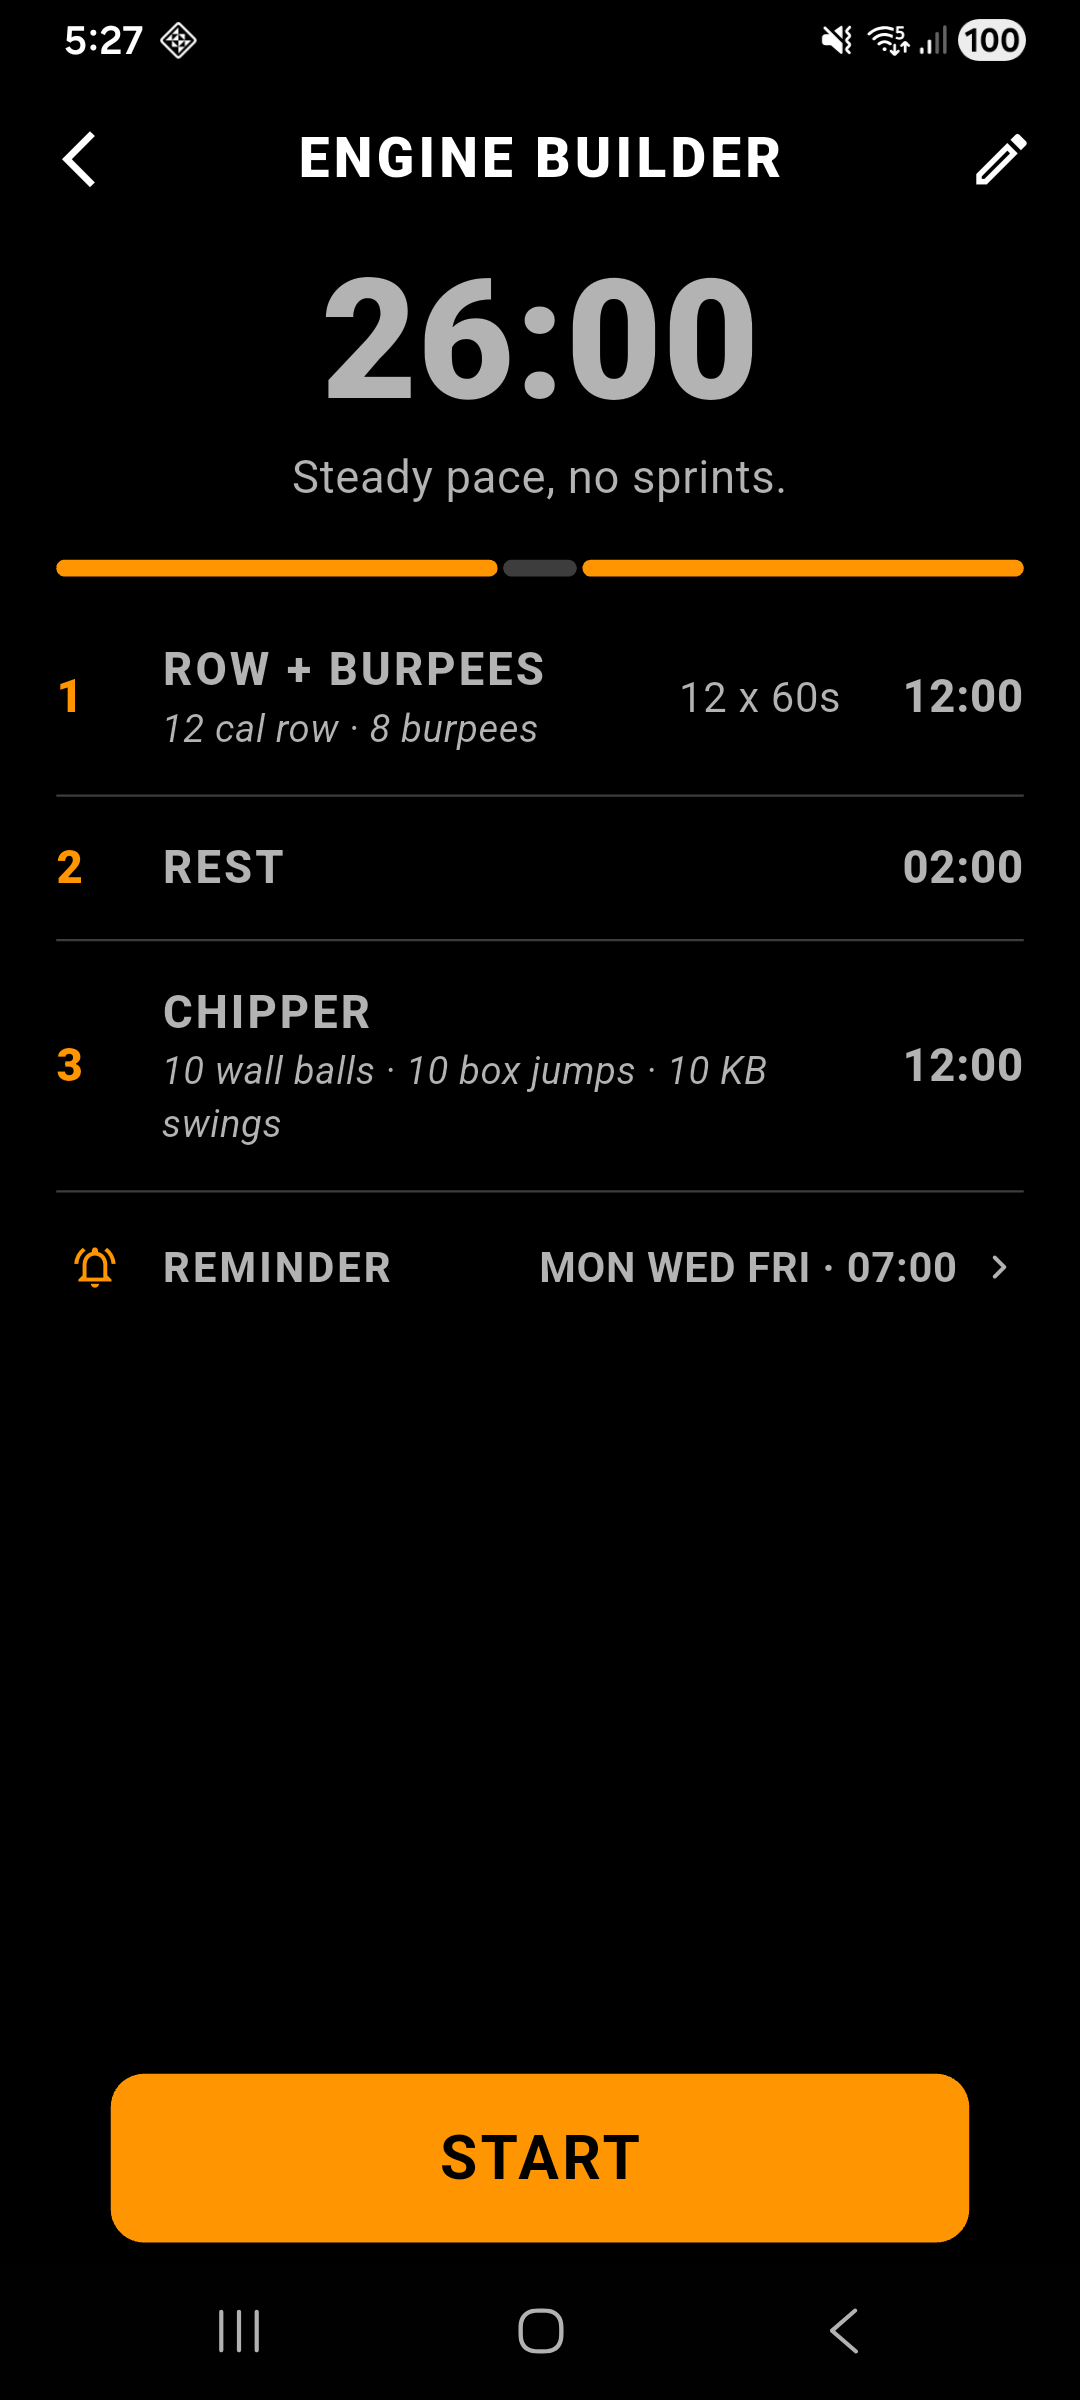 5:27
5
100
ENGINE BUILDER
26:00
Steady pace, no sprints.
1
ROW + BURPEES
12 cal row · 8 burpees
12 x 60s
12:00
2
REST
02:00
3
CHIPPER
10 wall balls · 10 box jumps · 10 KB
swings
12:00
REMINDER
MON WED FRI · 07:00
START